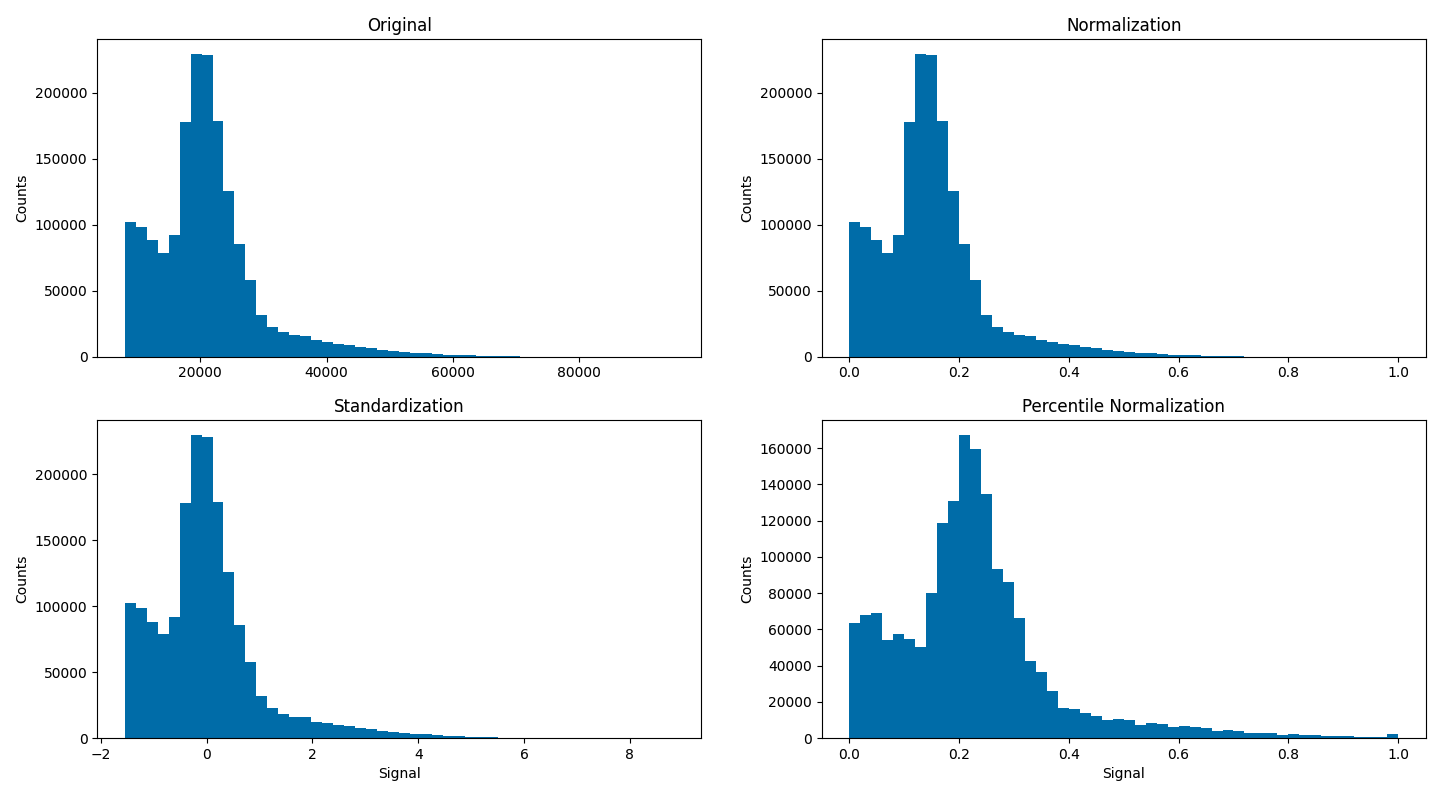 Original
Counts
200000
150000
100000
50000
0
20000 40000 60000 80000
Normalization
Counts
200000
150000
100000
50000
0
0.0 0.2 0.4 0.6 0.8 1.0
Standardization
Counts
200000
150000
100000
50000
0
−2 0 2 4 6 8
Signal
Percentile Normalization
Counts
160000
140000
120000
100000
80000
60000
40000
20000
0
0.0 0.2 0.4 0.6 0.8 1.0
Signal